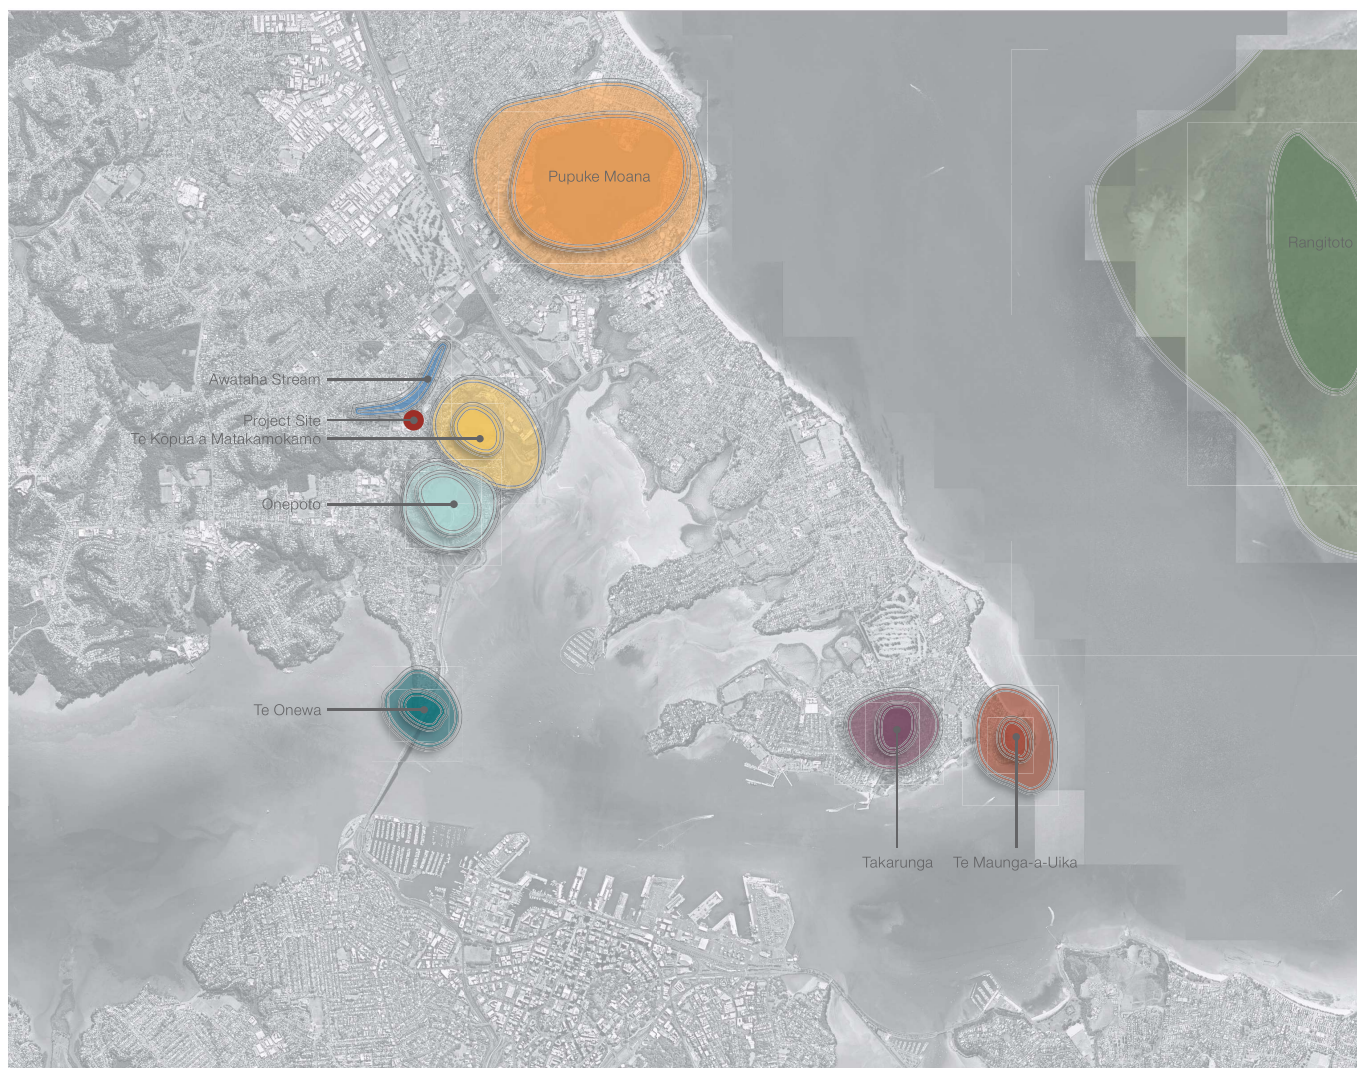 Pupuke Moana
Rangitoto
Awataha Stream
Project Site
Te Kōpua a Matakamokamo
Onepoto
Te Onewa
Takarunga
Te Maunga-a-Uika